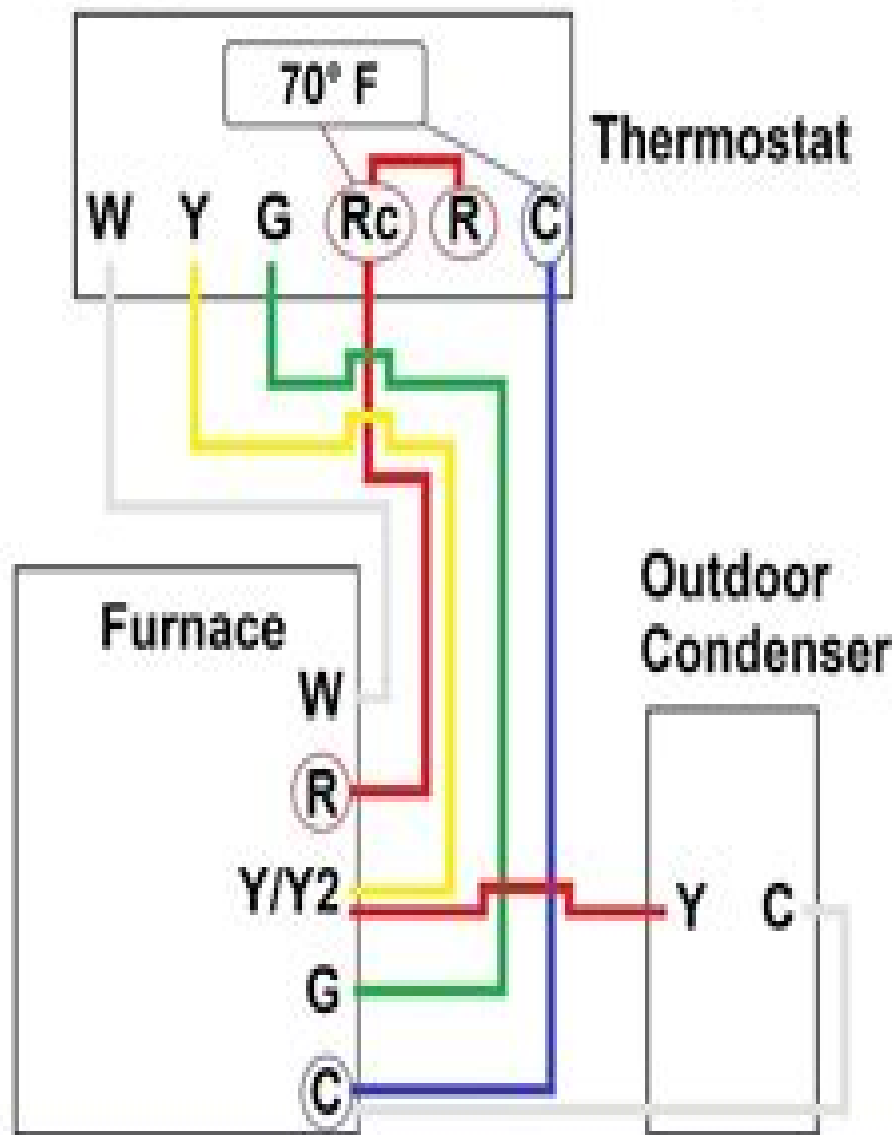 70° F
Thermostat
W Y G Rc R C
Outdoor
Condenser
Furnace
W
R
Y/Y2
Y C
G
C